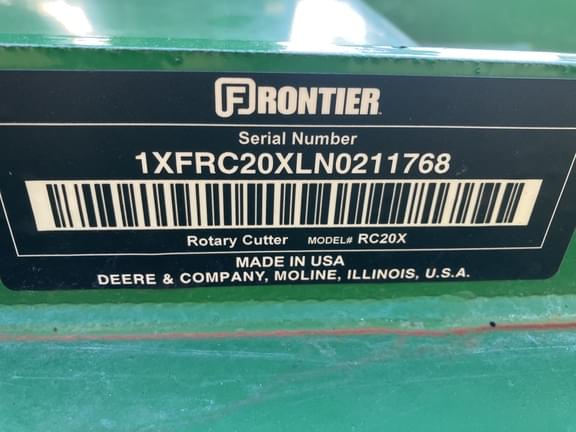 FRONTIER
Serial Number
1XFRC20XLN0211768
Rotary Cutter MODEL# RC20X
MADE IN USA
DEERE & COMPANY, MOLINE, ILLINOIS, U.S.A.